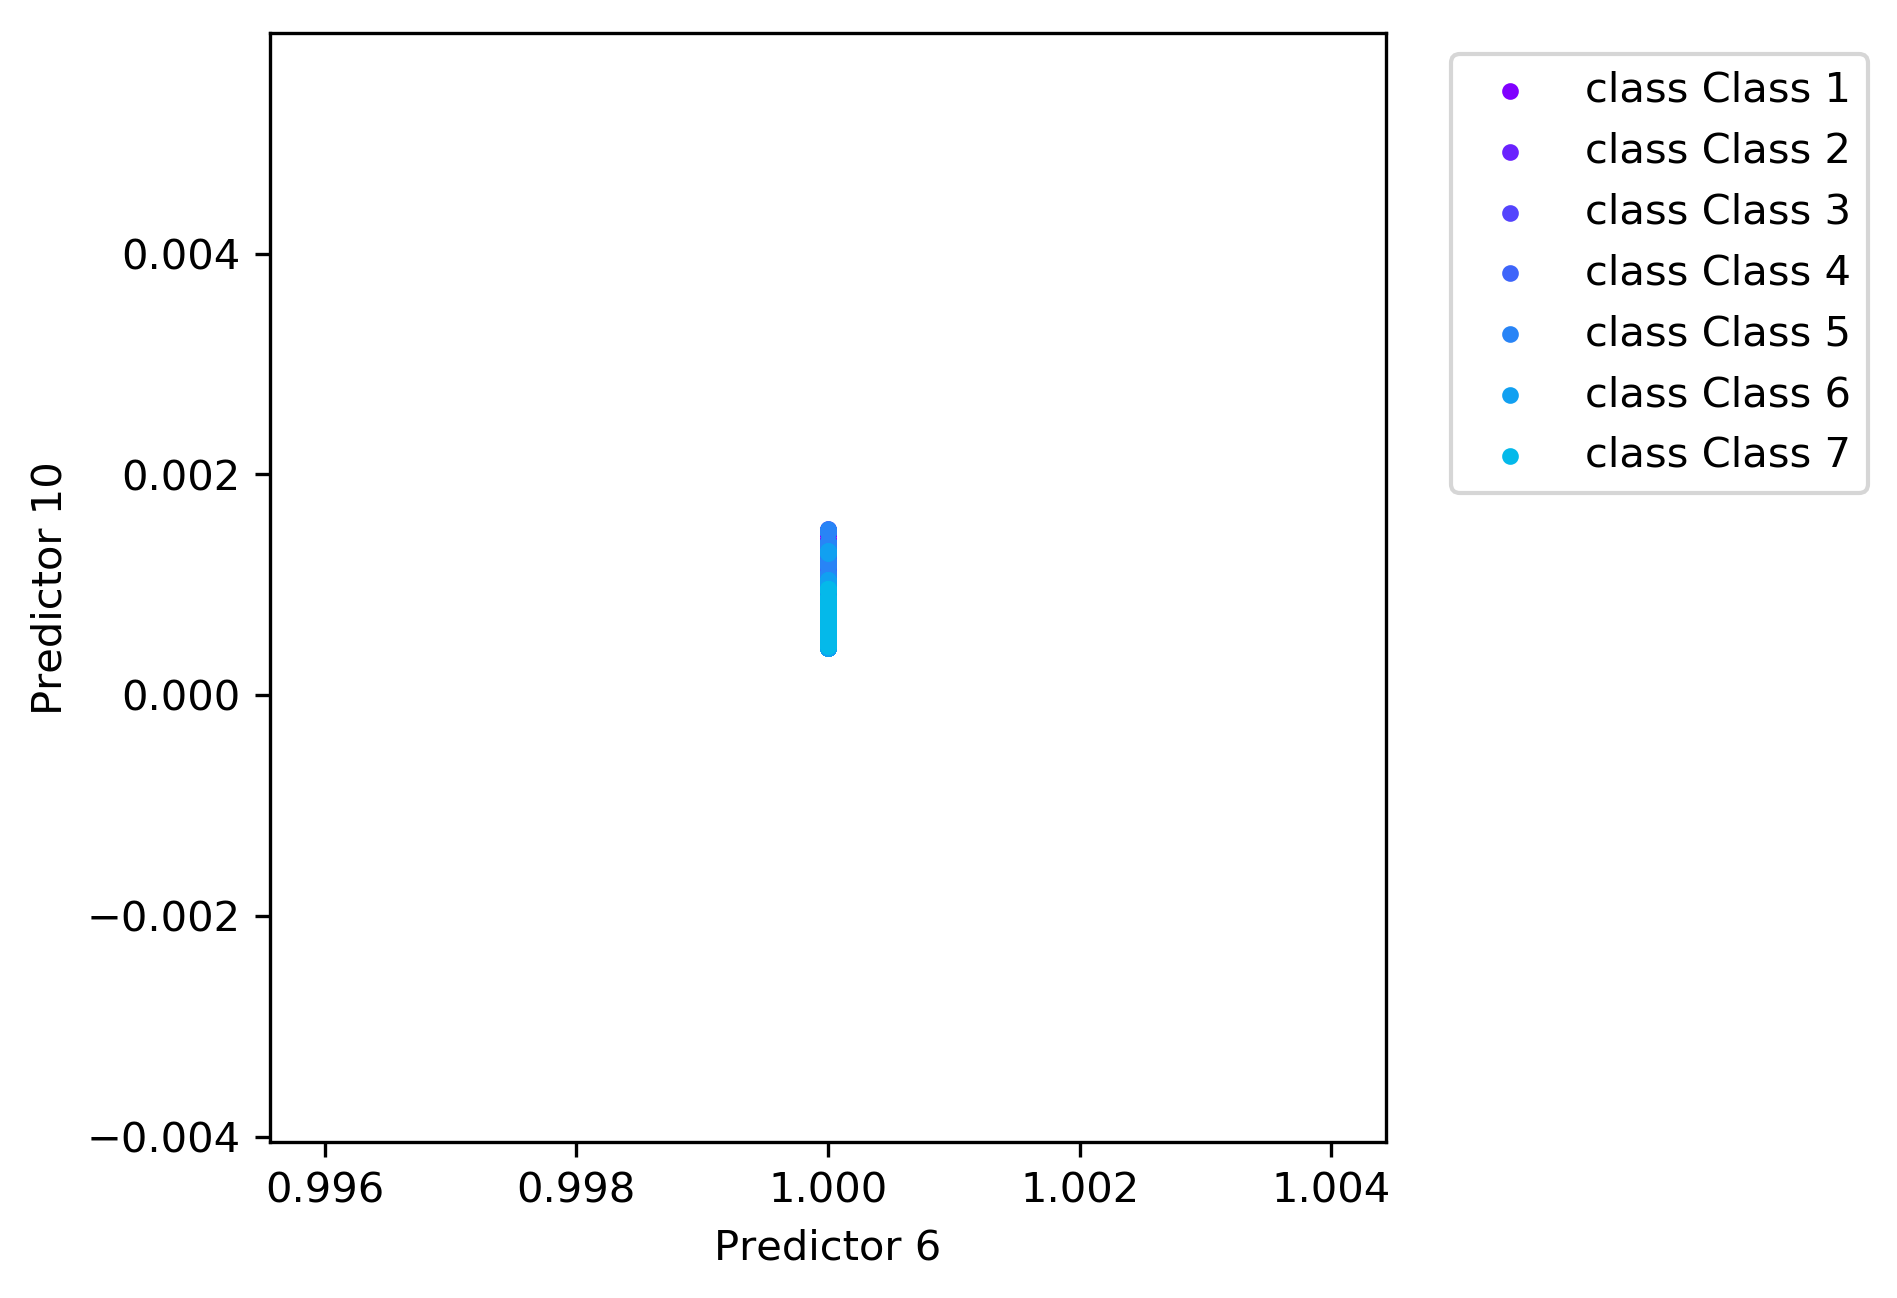 class Class 1
class Class 2
class Class 3
class Class 4
class Class 5
class Class 6
class Class 7
Predictor 10
0.004
0.002
0.000
−0.002
−0.004
0.996 0.998 1.000 1.002 1.004
Predictor 6